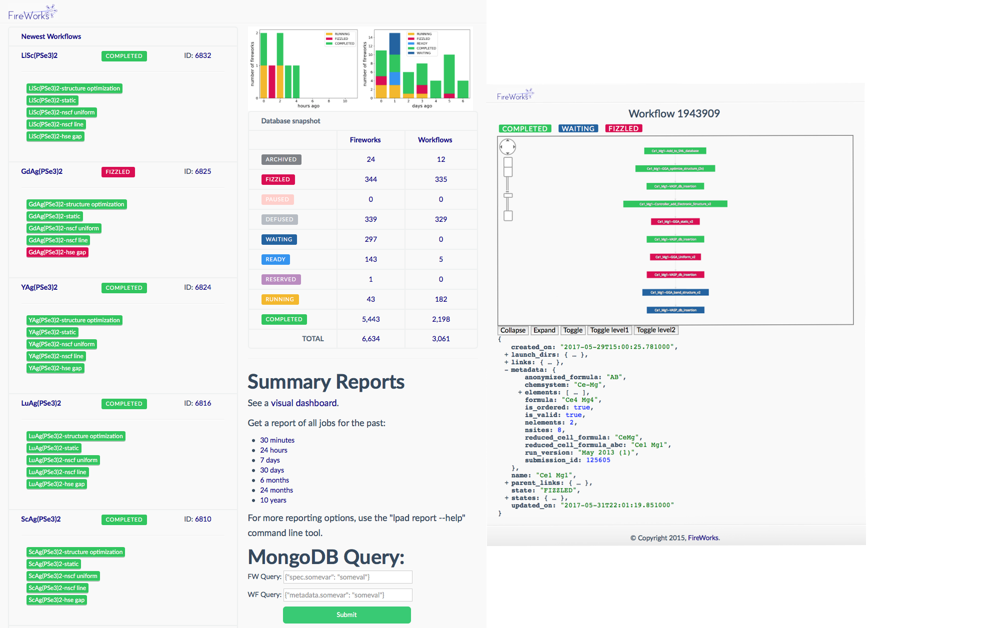 FireWorks
Newest Workflows
LiSc(PSe3)2 COMPLETED ID: 6832
LiSc(PSe3)2-structure optimization
LiSc(PSe3)2-static
LiSc(PSe3)2-nscf uniform
LiSc(PSe3)2-nscf line
LiSc(PSe3)2-hse gap
GdAg(PSe3)2 FIZZLED ID: 6825
GdAg(PSe3)2-structure optimization
GdAg(PSe3)2-static
GdAg(PSe3)2-nscf uniform
GdAg(PSe3)2-nscf line
GdAg(PSe3)2-hse gap
YAg(PSe3)2 COMPLETED ID: 6824
YAg(PSe3)2-structure optimization
YAg(PSe3)2-static
YAg(PSe3)2-nscf uniform
YAg(PSe3)2-nscf line
YAg(PSe3)2-hse gap
LuAg(PSe3)2 COMPLETED ID: 6816
LuAg(PSe3)2-structure optimization
LuAg(PSe3)2-static
LuAg(PSe3)2-nscf uniform
LuAg(PSe3)2-nscf line
LuAg(PSe3)2-hse gap
ScAg(PSe3)2 COMPLETED ID: 6810
ScAg(PSe3)2-structure optimization
ScAg(PSe3)2-static
ScAg(PSe3)2-nscf uniform
ScAg(PSe3)2-nscf line
ScAg(PSe3)2-hse gap
number of fireworks
2
1
0
RUNNING
FIZZLED
COMPLETED
0 2 4 6 8 10
hours ago
number of fireworks
14
12
10
8
6
4
2
0
RUNNING
FIZZLED
READY
COMPLETED
WAITING
0 1 2 3 4 5 6
days ago
Database snapshot
Fireworks Workflows
ARCHIVED 24 12
FIZZLED 344 335
PAUSED 0 0
DEFUSED 339 329
WAITING 297 0
READY 143 5
RESERVED 1 0
RUNNING 43 182
COMPLETED 5,443 2,198
TOTAL 6,634 3,061
Summary Reports
See a visual dashboard.
Get a report of all jobs for the past:
• 30 minutes
• 24 hours
• 7 days
• 30 days
• 6 months
• 24 months
• 10 years
For more reporting options, use the "lpad report --help"
command line tool.
MongoDB Query:
FW Query: {"spec.somevar": "someval"}
WF Query: {"metadata.somevar": "someval"}
Submit
FireWorks
Workflow 1943909
COMPLETED WAITING FIZZLED
Ce1_Mg1--Add_to_SNL_database
Ce1_Mg1--GGA_optimize_structure_(2x)
Ce1_Mg1--VASP_db_insertion
Ce1_Mg1--Controller_add_Electronic_Structure_v2
Ce1_Mg1--GGA_static_v2
Ce1_Mg1--VASP_db_insertion
Ce1_Mg1--GGA_Uniform_v2
Ce1_Mg1--VASP_db_insertion
Ce1_Mg1--GGA_band_structure_v2
Ce1_Mg1--VASP_db_insertion
Collapse Expand Toggle Toggle level1 Toggle level2
{
created_on: "2017-05-29T15:00:25.781000",
+ launch_dirs: { … },
+ links: { … },
– metadata: {
anonymized_formula: "AB",
chemsystem: "Ce-Mg",
+ elements: [ … ],
formula: "Ce4 Mg4",
is_ordered: true,
is_valid: true,
nelements: 2,
nsites: 8,
reduced_cell_formula: "CeMg",
reduced_cell_formula_abc: "Ce1 Mg1",
run_version: "May 2013 (1)",
submission_id: 125605
},
name: "Ce1 Mg1",
+ parent_links: { … },
state: "FIZZLED",
+ states: { … },
updated_on: "2017-05-31T22:01:19.851000"
}
© Copyright 2015, FireWorks.